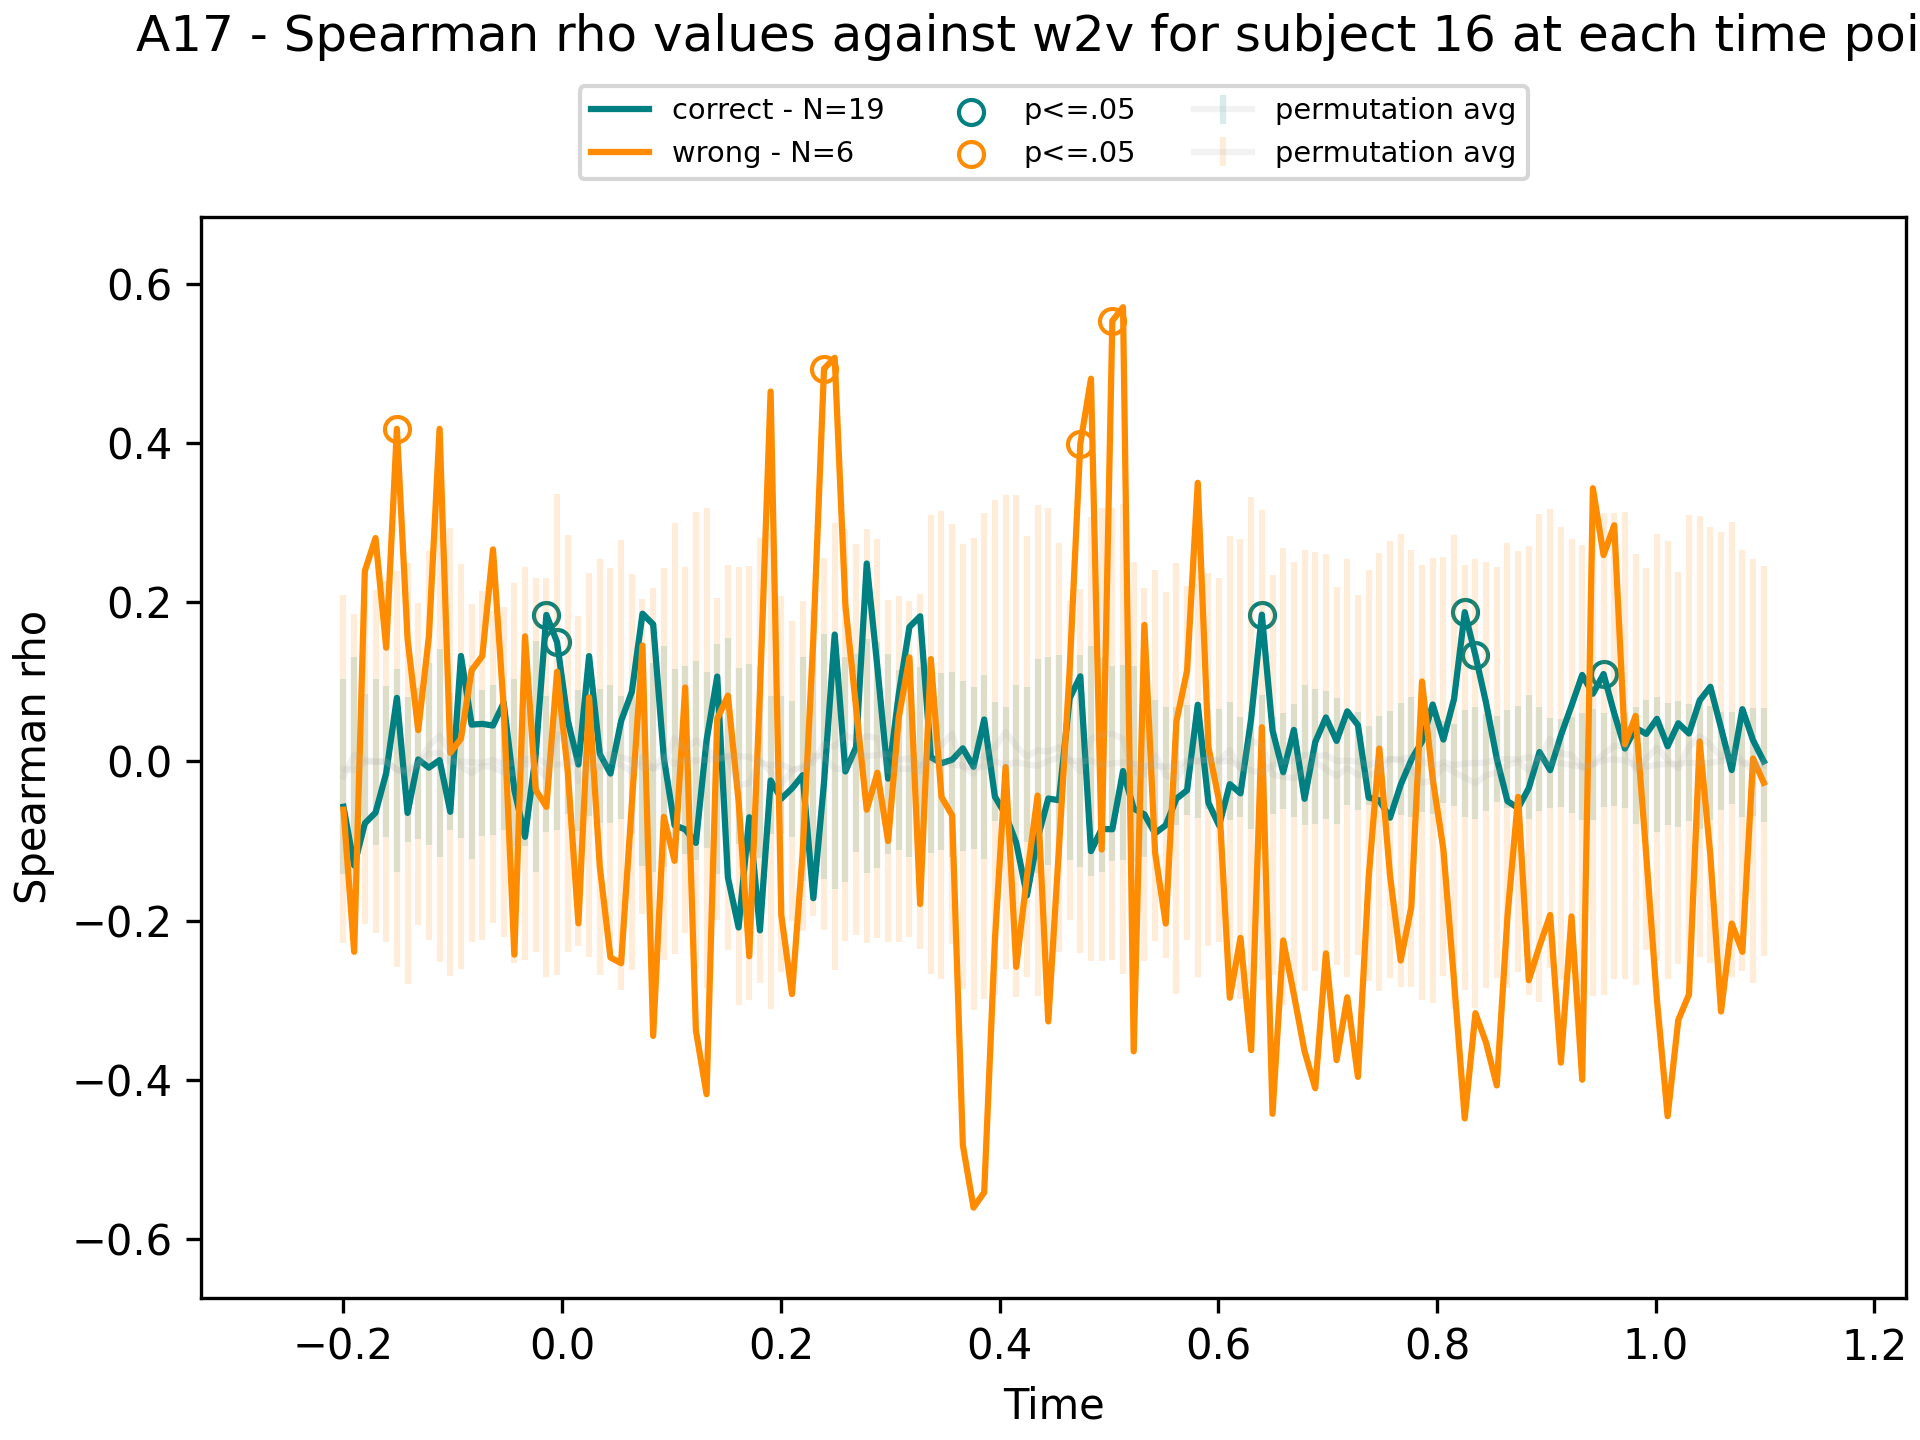 A17 - Spearman rho values against w2v for subject 16 at each time poi
correct - N=19 p<=.05 permutation avg
wrong - N=6 p<=.05 permutation avg
0.6
0.4
0.2
0.0
−0.2
−0.4
−0.6
Spearman rho
−0.2 0.0 0.2 0.4 0.6 0.8 1.0 1.2
Time